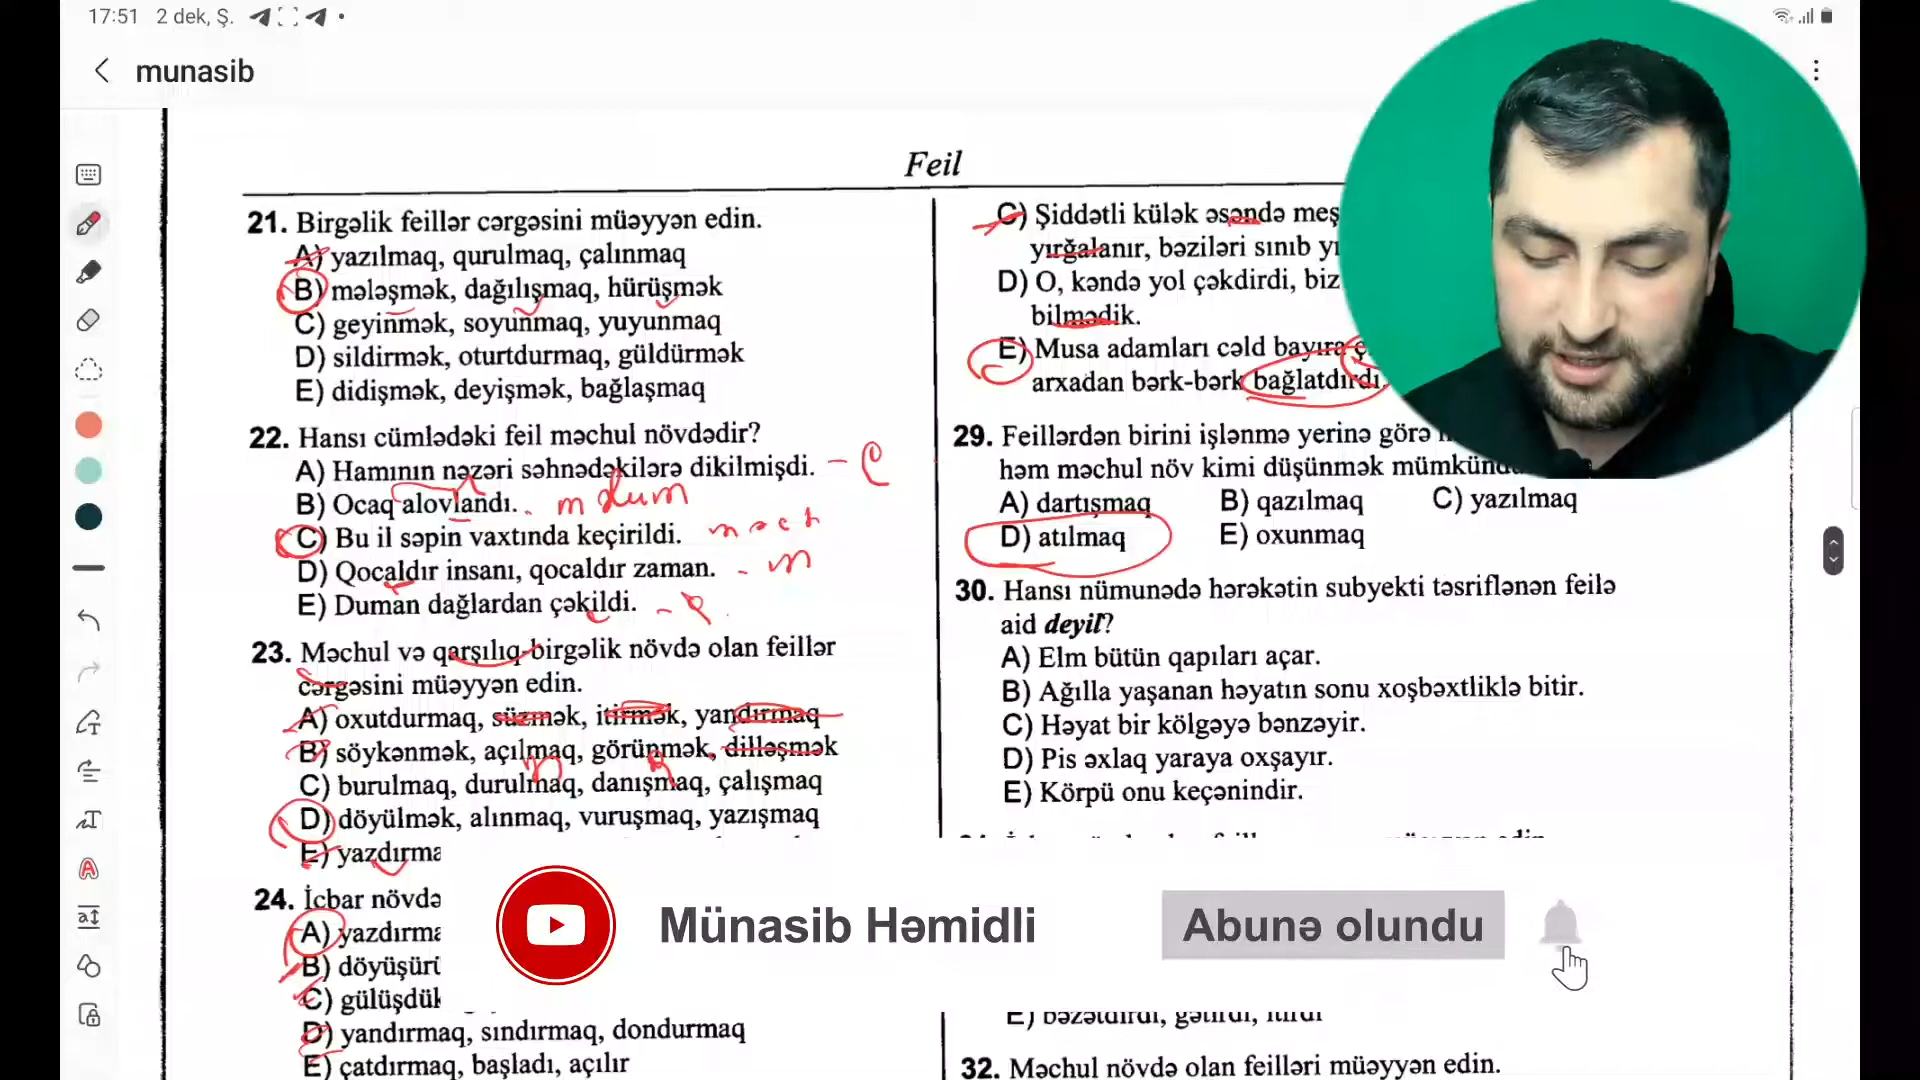 17:51 2 dek, Ş.
munasib
Feil
21. Birgəlik feillər cərgəsini müəyyən edin.
A) yazılmaq, qurulmaq, çalınmaq
B) mələşmək, dağılışmaq, hürüşmək
C) geyinmək, soyunmaq, yuyunmaq
D) sildirmək, oturtdurmaq, güldürmək
E) didişmək, deyişmək, bağlaşmaq
22. Hansı cümlədəki feil məchul növdədir?
A) Hamının nəzəri səhnədəkilərə dikilmişdi.
B) Ocaq alovlandı.
C) Bu il səpin vaxtında keçirildi.
D) Qocaldır insanı, qocaldır zaman.
E) Duman dağlardan çəkildi.
23. Məchul və qarşılıq-birgəlik növdə olan feillər
cərgəsini müəyyən edin.
A) oxutdurmaq, süzmək, itirmək, yandırmaq
B) söykənmək, açılmaq, görünmək, dilləşmək
C) burulmaq, durulmaq, danışmaq, çalışmaq
D) döyülmək, alınmaq, vuruşmaq, yazışmaq
E) yazdırma
24. İcbar növdə
A) yazdırma
B) döyüşürü
C) gülüşdük
D) yandırmaq, sındırmaq, dondurmaq
E) çatdırmaq, başladı, açılır
C) Şiddətli külək əsəndə meş
yırğalanır, bəziləri sınıb yı
D) O, kəndə yol çəkdirdi, biz
bilmədik.
E) Musa adamları cəld bayıra
arxadan bərk-bərk bağlatdırdı.
29. Feillərdən birini işlənmə yerinə görə
həm məchul növ kimi düşünmək
A) dartışmaq B) qazılmaq C) yazılmaq
D) atılmaq E) oxunmaq
30. Hansı nümunədə hərəkətin subyekti təsriflənən feilə
aid deyil?
A) Elm bütün qapıları açar.
B) Ağılla yaşanan həyatın sonu xoşbəxtliklə bitir.
C) Həyat bir kölgəyə bənzəyir.
D) Pis əxlaq yaraya oxşayır.
E) Körpü onu keçənindir.
32. Məchul növdə olan feilləri müəyyən edin.
Münasib Həmidli
Abunə olundu